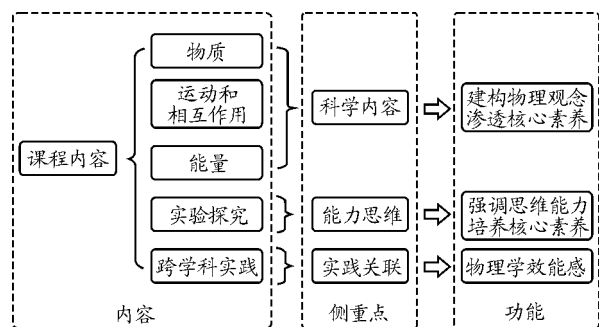 物质
运动和
相互作用
课程内容
能量
实验探究
跨学科实践
内容
科学内容
能力思维
实践关联
侧重点
建构物理观念
渗透核心素养
强调思维能力
培养核心素养
物理学效能感
功能